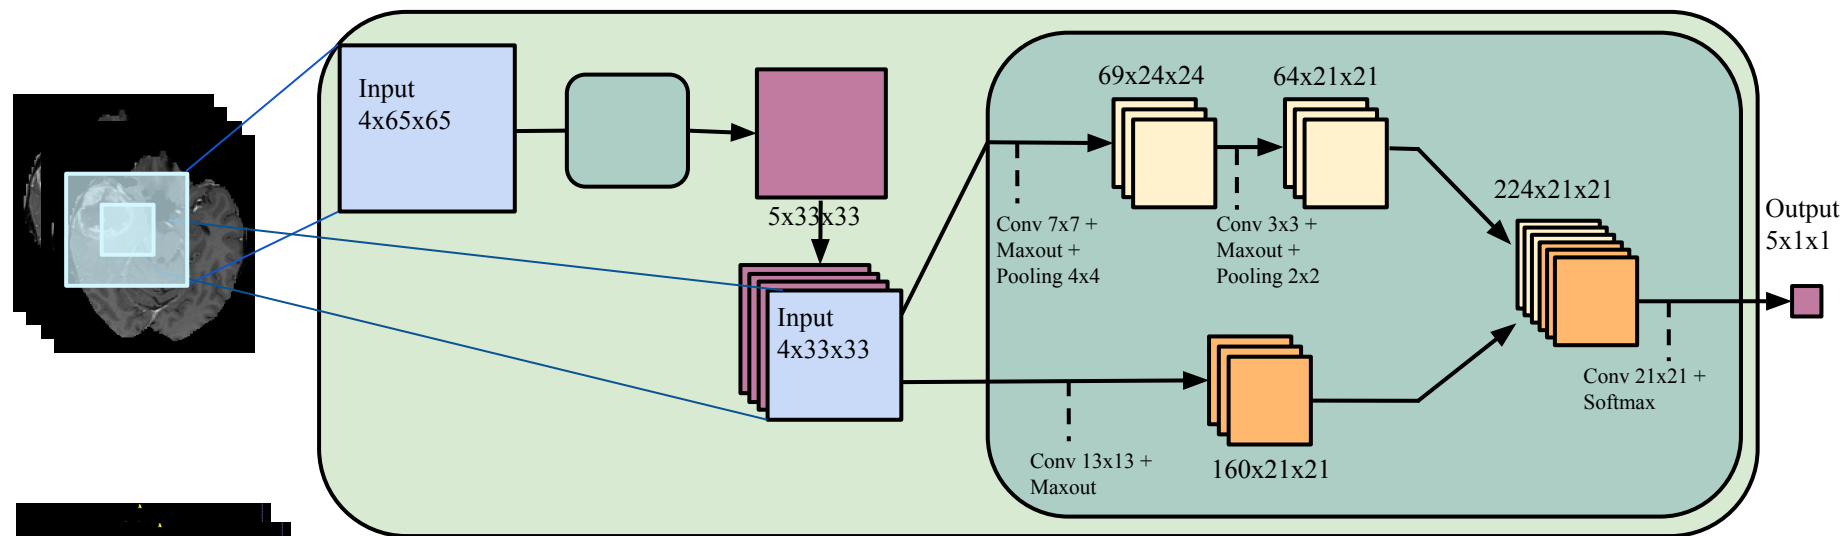 Input
4x65x65
5x33x33
Input
4x33x33
69x24x24
64x21x21
Conv 7x7 +
Maxout +
Pooling 4x4
Conv 3x3 +
Maxout +
Pooling 2x2
224x21x21
Output
5x1x1
Conv 21x21 +
Softmax
Conv 13x13 +
Maxout
160x21x21